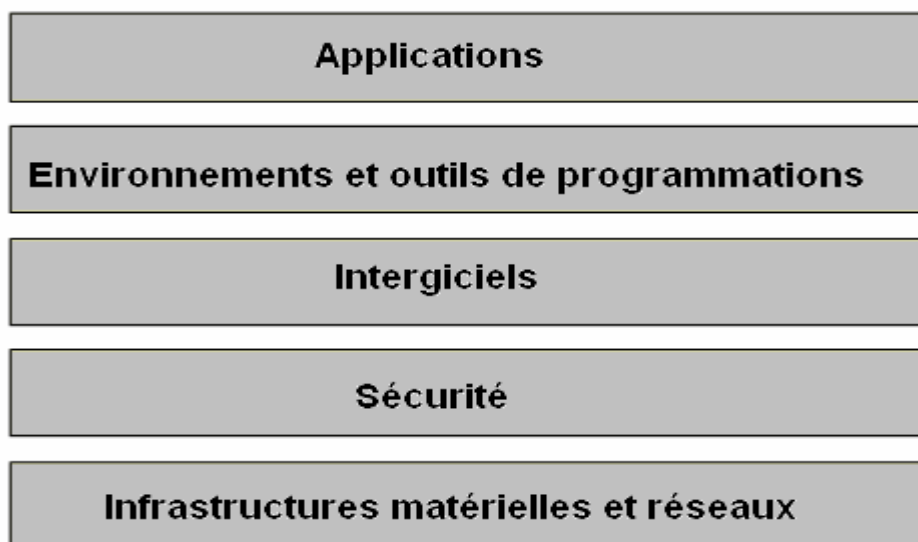 Applications
Environnements et outils de programmations
Intergiciels
Sécurité
Infrastructures matérielles et réseaux